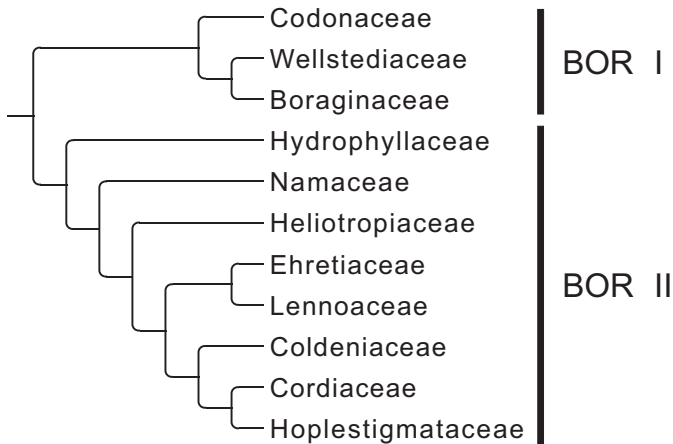 Codonaceae
Wellstediaceae
Boraginaceae
BOR I
Hydrophyllaceae
Namaceae
Heliotropiaceae
Ehretiaceae
Lennoaceae
Coldeniaceae
Cordiaceae
Hoplestigmataceae
BOR II